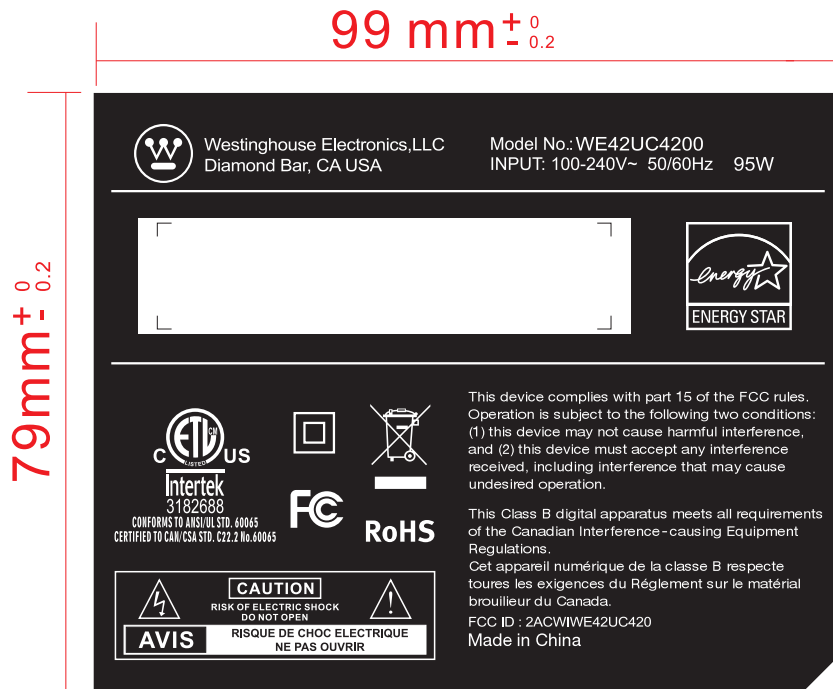 99 mm + 0 - 0.2
79mm + 0 - 0.2
Westinghouse Electronics,LLC
Diamond Bar, CA USA
Model No.: WE42UC4200
INPUT: 100-240V~ 50/60Hz 95W
energy
ENERGY STAR
ETL CM
LISTED
C US
Intertek
3182688
CONFORMS TO ANSI/UL STD. 60065
CERTIFIED TO CAN/CSA STD. C22.2 No.60065
FC
RoHS
CAUTION
RISK OF ELECTRIC SHOCK
DO NOT OPEN
AVIS
RISQUE DE CHOC ELECTRIQUE
NE PAS OUVRIR
This device complies with part 15 of the FCC rules.
Operation is subject to the following two conditions:
(1) this device may not cause harmful interference,
and (2) this device must accept any interference
received, including interference that may cause
undesired operation.
This Class B digital apparatus meets all requirements
of the Canadian Interference-causing Equipment
Regulations.
Cet appareil numérique de la classe B respecte
toures les exigences du Réglement sur le matérial
brouilieur du Canada.
FCC ID : 2ACWIWE42UC420
Made in China